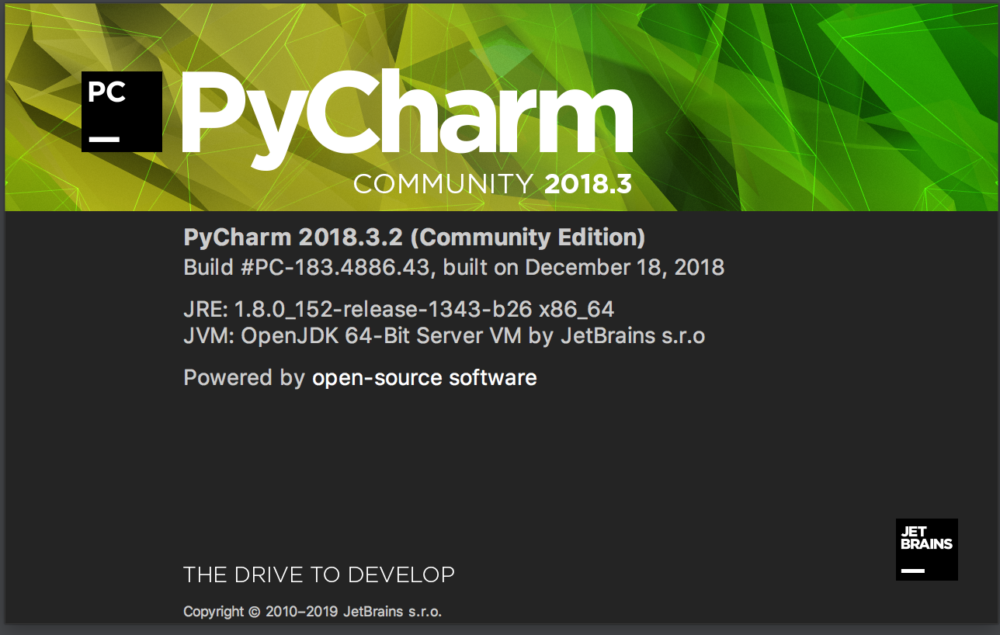 PC
PyCharm
COMMUNITY 2018.3
PyCharm 2018.3.2 (Community Edition)
Build #PC-183.4886.43, built on December 18, 2018
JRE: 1.8.0_152-release-1343-b26 x86_64
JVM: OpenJDK 64-Bit Server VM by JetBrains s.r.o
Powered by open-source software
JET
BRAINS
THE DRIVE TO DEVELOP
Copyright © 2010–2019 JetBrains s.r.o.